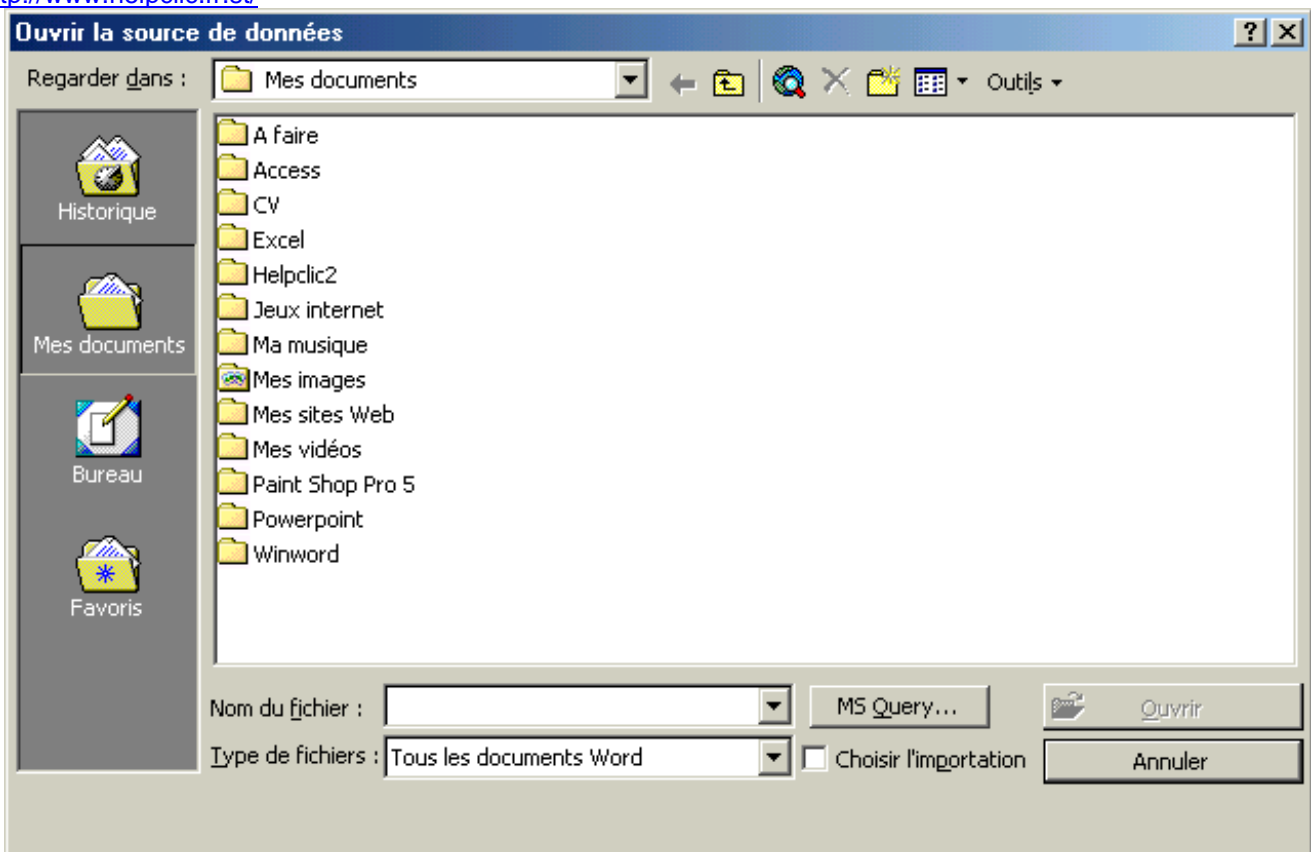 Ouvrir la source de données
Regarder dans : Mes documents Outils
Historique
Mes documents
Bureau
Favoris
A faire
Access
CV
Excel
Helpclic2
Jeux internet
Ma musique
Mes images
Mes sites Web
Mes vidéos
Paint Shop Pro 5
Powerpoint
Winword
Nom du fichier : MS Query... Ouvrir
Type de fichiers : Tous les documents Word Choisir l'importation Annuler